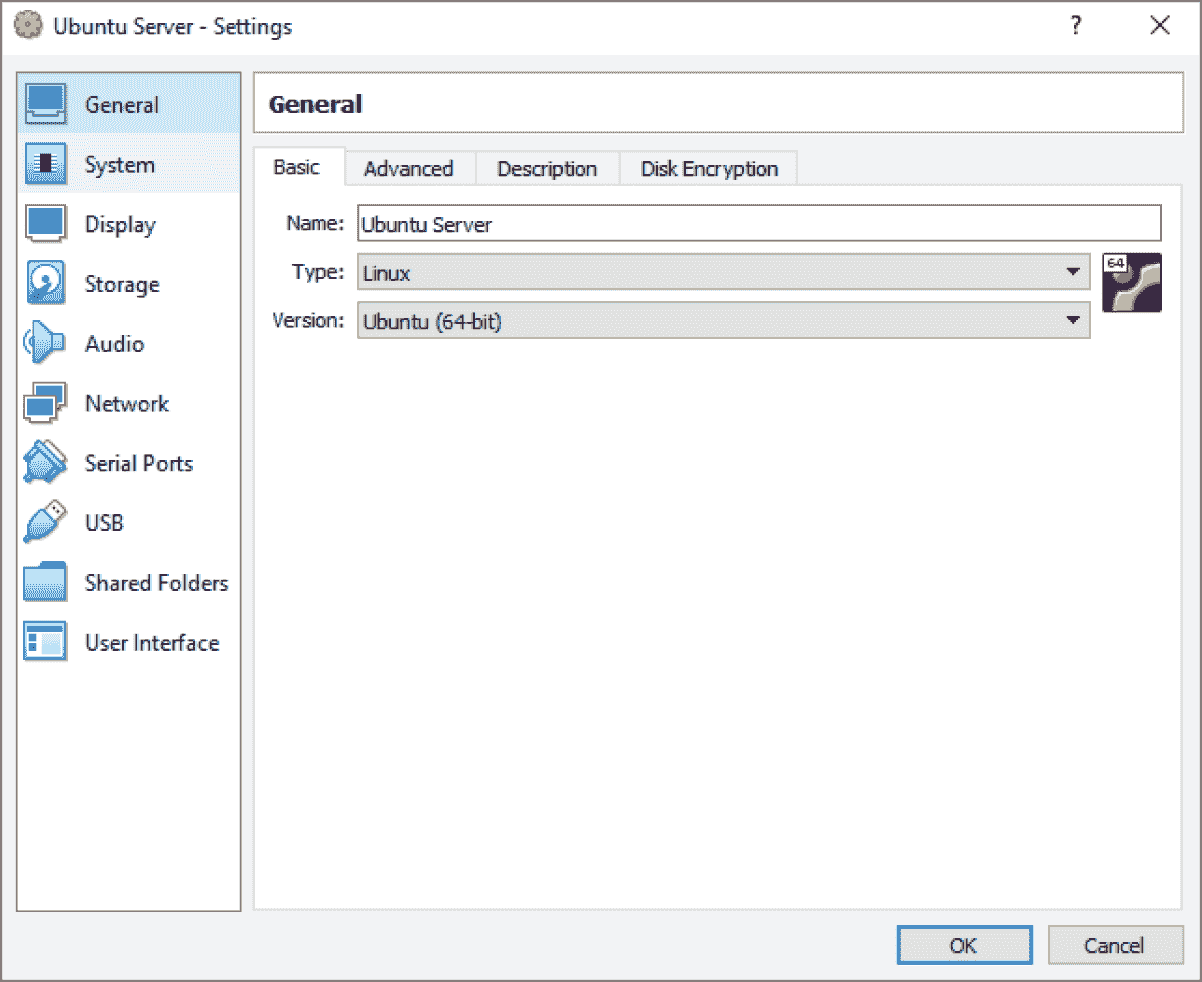 Ubuntu Server - Settings
?
General
System
Display
Storage
Audio
Network
Serial Ports
USB
Shared Folders
User Interface
General
Basic Advanced Description Disk Encryption
Name: Ubuntu Server
Type: Linux
64
Version: Ubuntu (64-bit)
OK Cancel